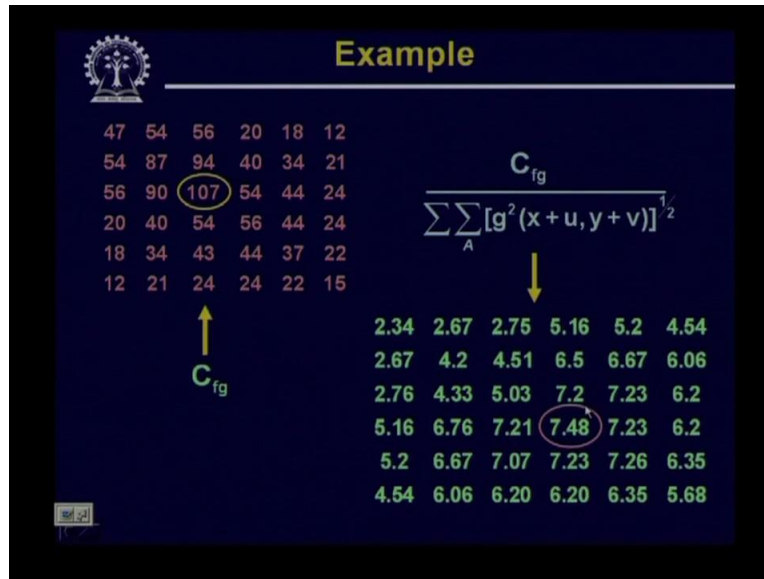 Example
47 54 56 20 18 12
54 87 94 40 34 21
56 90 107 54 44 24
20 40 54 56 44 24
18 34 43 44 37 22
12 21 24 24 22 15
C_fg
C_fg
∑∑_A [g²(x+u, y+v)]^½
2.34 2.67 2.75 5.16 5.2 4.54
2.67 4.2 4.51 6.5 6.67 6.06
2.76 4.33 5.03 7.2 7.23 6.2
5.16 6.76 7.21 7.48 7.23 6.2
5.2 6.67 7.07 7.23 7.26 6.35
4.54 6.06 6.20 6.20 6.35 5.68